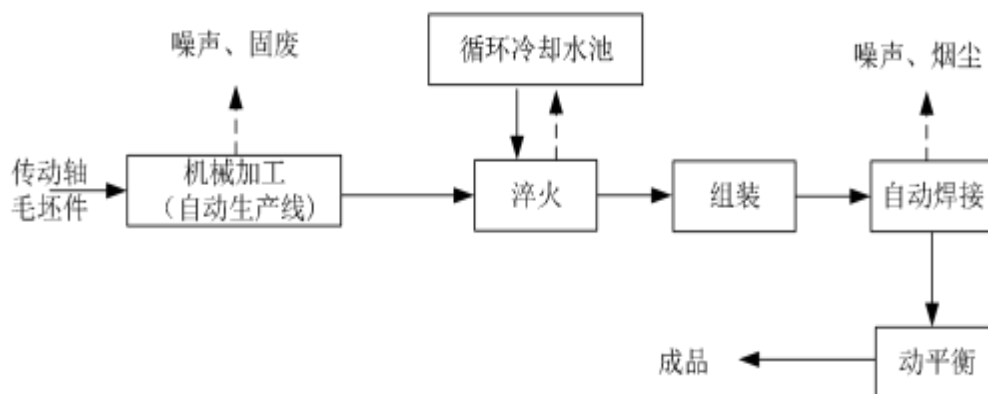 噪声、固废
循环冷却水池
噪声、烟尘
传动轴
毛坯件
机械加工
（自动生产线）
淬火
组装
自动焊接
成品
动平衡